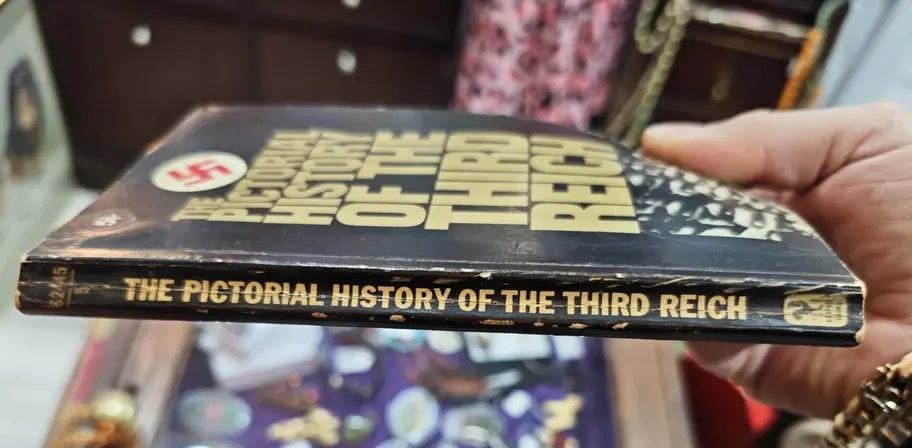 THE
PICTORIAL
HISTORY
OF THE
THIRD
REICH
THE PICTORIAL HISTORY OF THE THIRD REICH